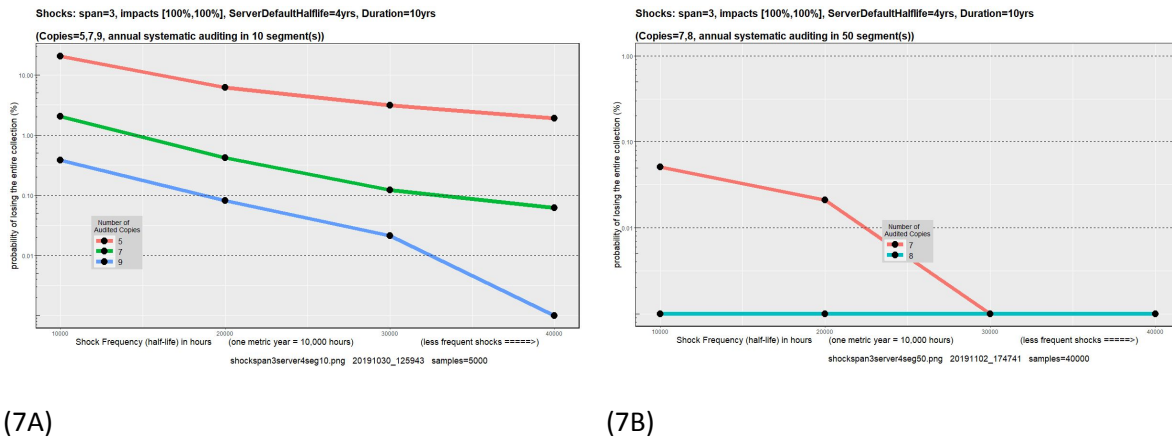 Shocks: span=3, impacts [100%,100%], ServerDefaultHalflife=4yrs, Duration=10yrs
(Copies=5,7,9, annual systematic auditing in 10 segment(s))
probability of losing the entire collection (%)
10.00
1.00
0.10
0.01
Number of
Audited Copies
5
7
9
10000 20000 30000 40000
Shock Frequency (half-life) in hours (one metric year = 10,000 hours) (less frequent shocks =====>)
shockspan3server4seg10.png 20191030_125943 samples=5000
(7A)
Shocks: span=3, impacts [100%,100%], ServerDefaultHalflife=4yrs, Duration=10yrs
(Copies=7,8, annual systematic auditing in 50 segment(s))
probability of losing the entire collection (%)
1.00
0.10
0.01
Number of
Audited Copies
7
8
10000 20000 30000 40000
Shock Frequency (half-life) in hours (one metric year = 10,000 hours) (less frequent shocks =====>)
shockspan3server4seg50.png 20191102_174741 samples=40000
(7B)